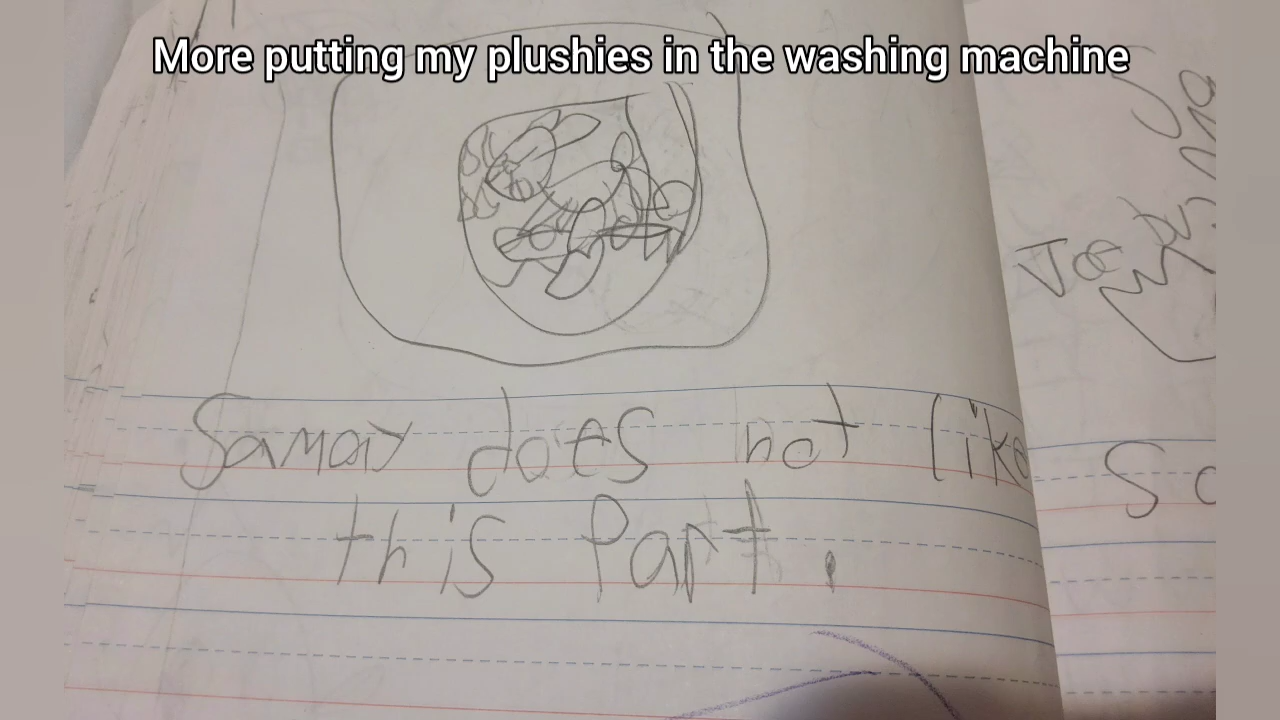 More putting my plushies in the washing machine
Samay does not like
this Part.